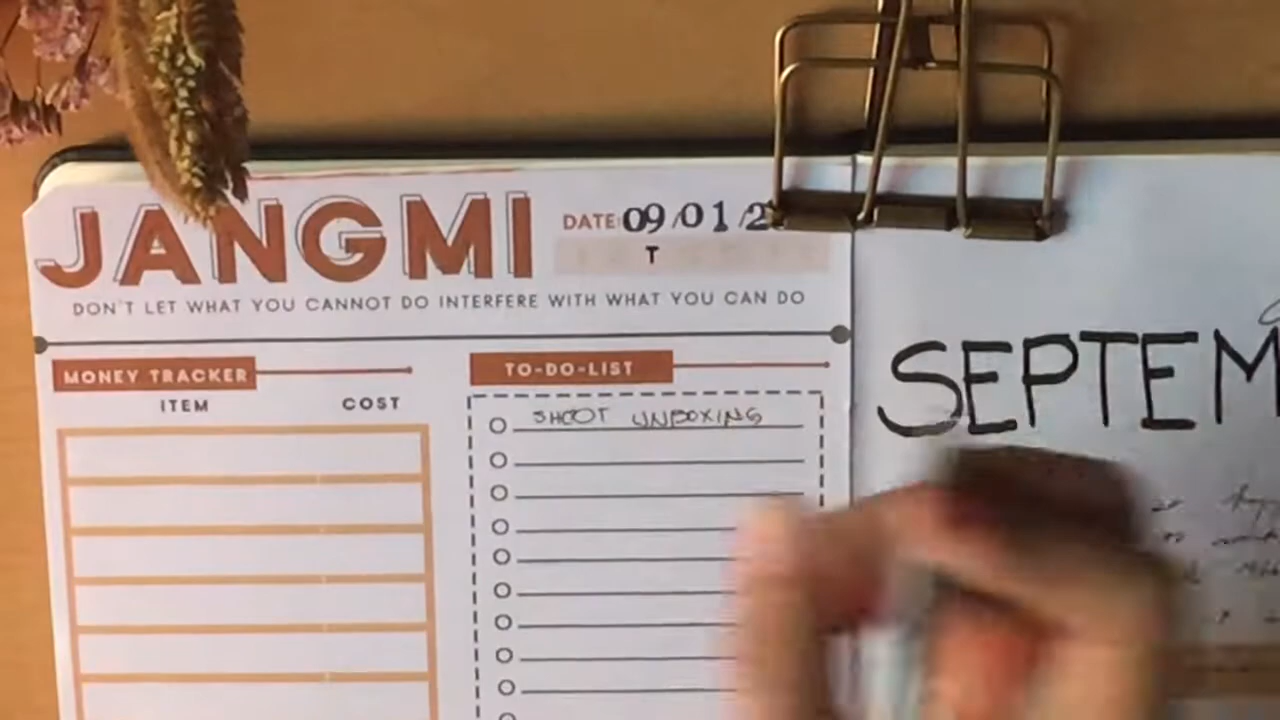 JANGMI
DATE: 09/01/2
T
DON'T LET WHAT YOU CANNOT DO INTERFERE WITH WHAT YOU CAN DO
MONEY TRACKER
ITEM COST
TO-DO-LIST
SHOOT UNBOXING
SEPTEM